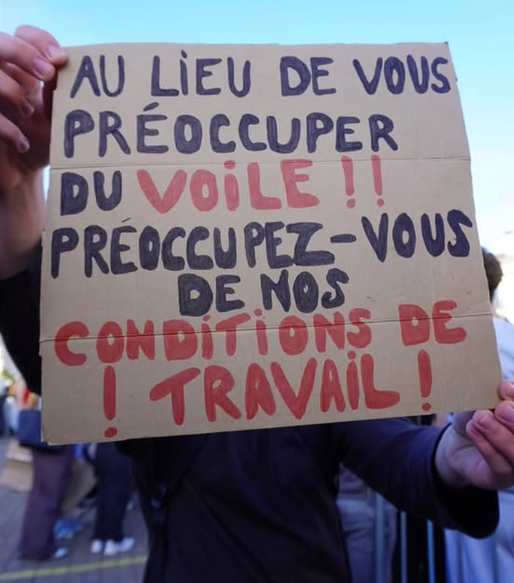 AU LiEU DE VOUS
PRÉOCCUPER
DU VOiLE !!
PRÉOCCUPEZ-VOUS
DE NOS
CONDiTiONS DE
! TRAVAiL !